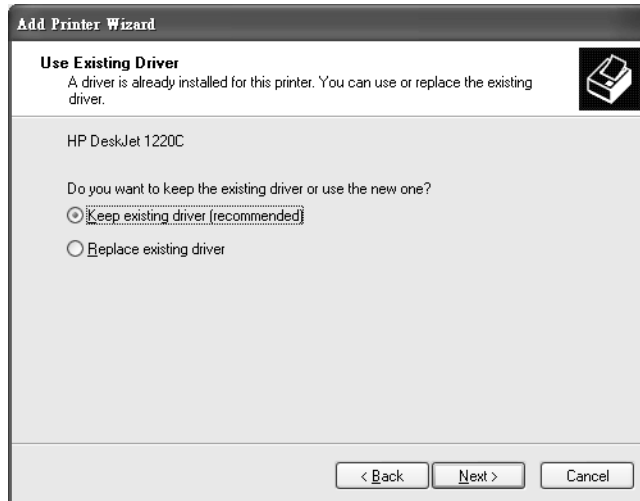 Add Printer Wizard
Use Existing Driver
A driver is already installed for this printer. You can use or replace the existing
driver.
HP DeskJet 1220C
Do you want to keep the existing driver or use the new one?
Keep existing driver (recommended)
Replace existing driver
< Back Next > Cancel